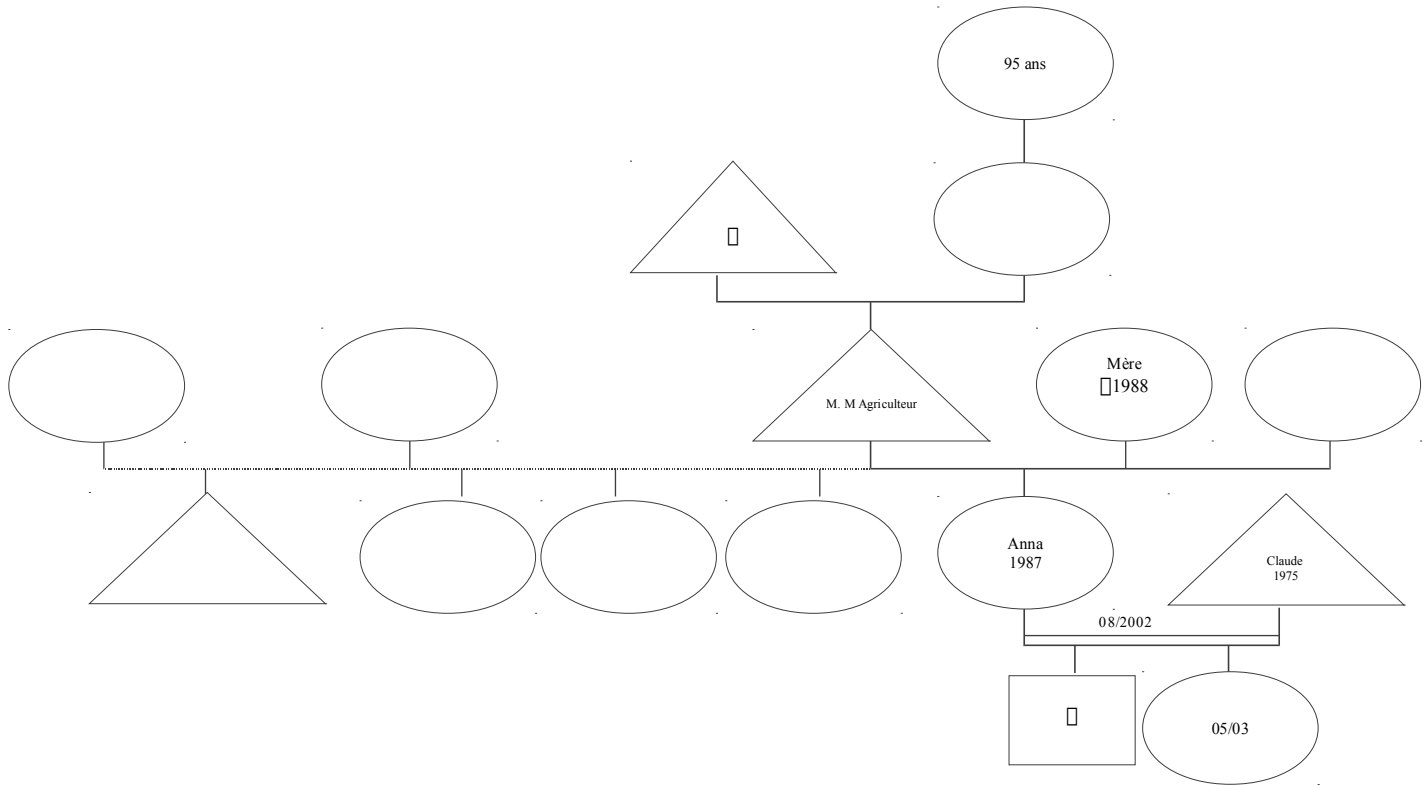 95 ans
▯
M. M Agriculteur
Mère
▯1988
Anna
1987
Claude
1975
08/2002
▯
05/03